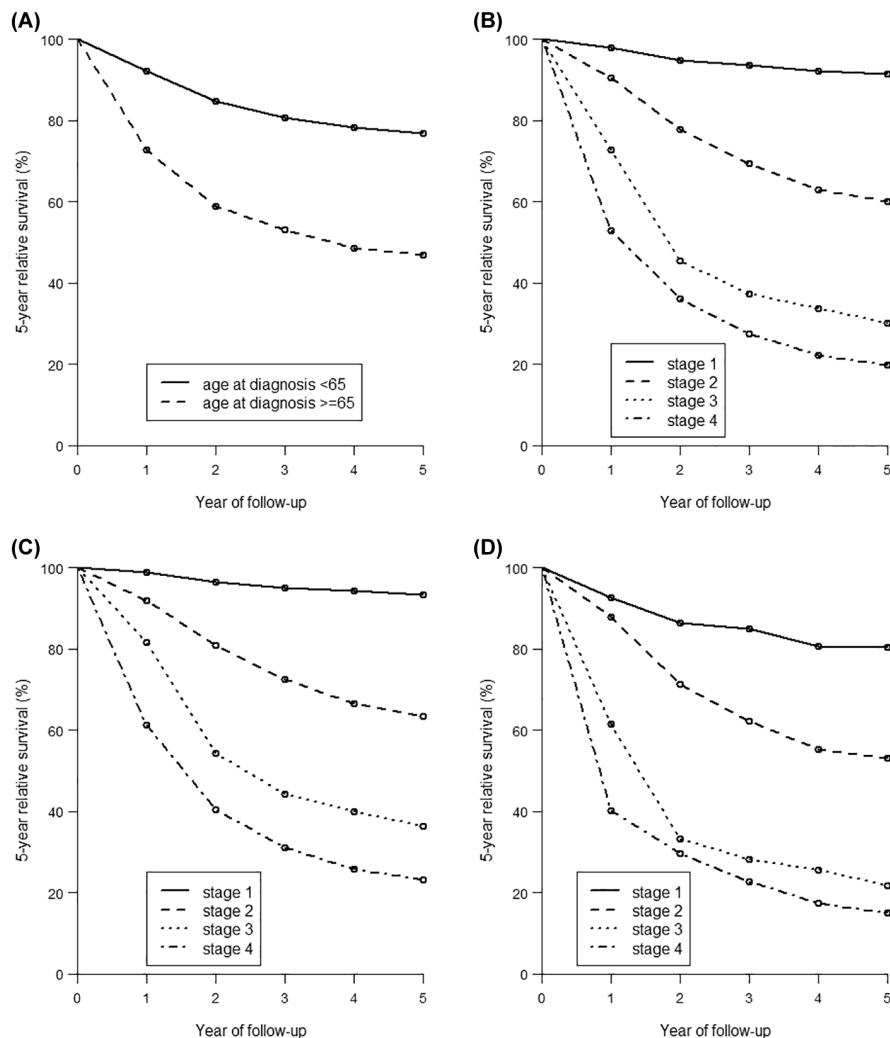 (A)
100
80
60
40
20
0
5-year relative survival (%)
age at diagnosis <65
age at diagnosis >=65
0 1 2 3 4 5
Year of follow-up
(B)
100
80
60
40
20
0
5-year relative survival (%)
stage 1
stage 2
stage 3
stage 4
0 1 2 3 4 5
Year of follow-up
(C)
100
80
60
40
20
0
5-year relative survival (%)
stage 1
stage 2
stage 3
stage 4
0 1 2 3 4 5
Year of follow-up
(D)
100
80
60
40
20
0
5-year relative survival (%)
stage 1
stage 2
stage 3
stage 4
0 1 2 3 4 5
Year of follow-up